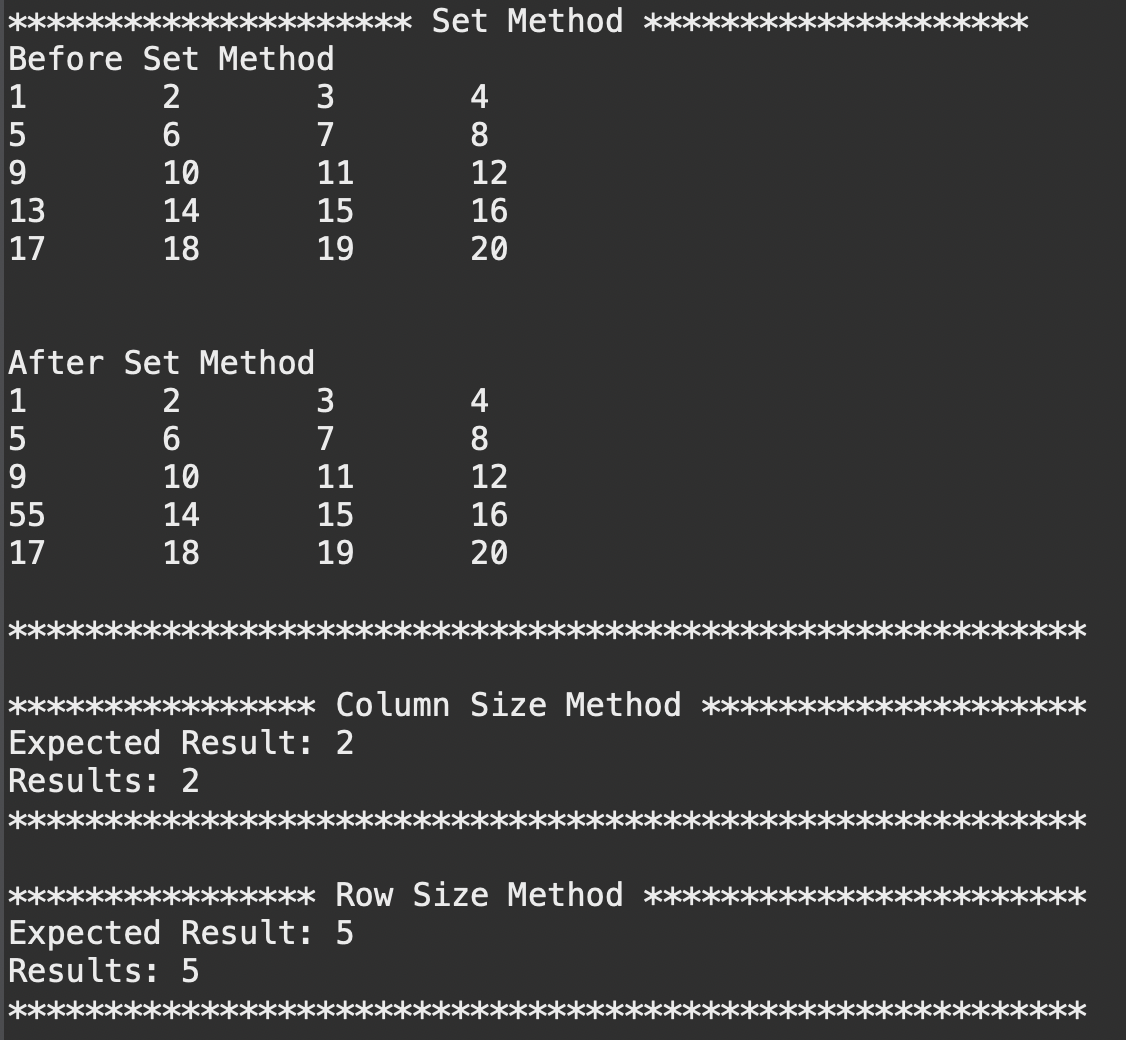 ********************* Set Method ********************
Before Set Method
1 2 3 4
5 6 7 8
9 10 11 12
13 14 15 16
17 18 19 20
After Set Method
1 2 3 4
5 6 7 8
9 10 11 12
55 14 15 16
17 18 19 20
********************************************************
**************** Column Size Method ********************
Expected Result: 2
Results: 2
********************************************************
**************** Row Size Method ***********************
Expected Result: 5
Results: 5
********************************************************